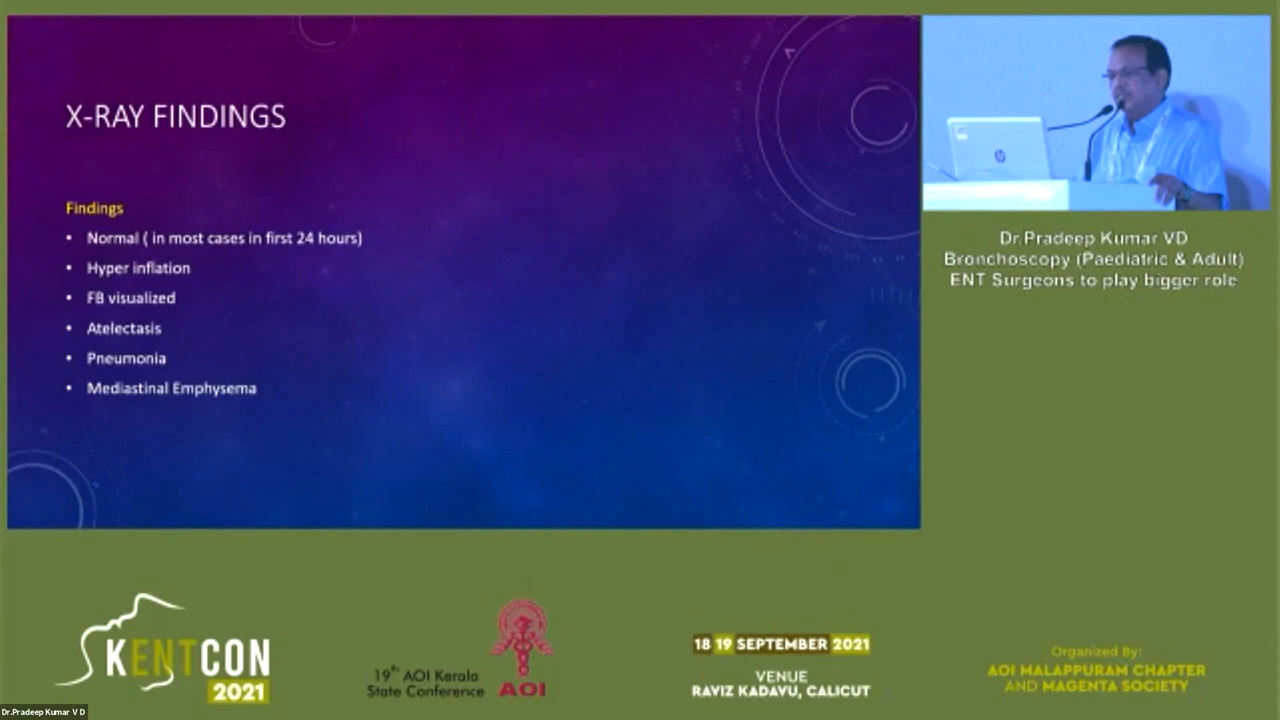 X-RAY FINDINGS
Findings
• Normal ( in most cases in first 24 hours)
• Hyper inflation
• FB visualized
• Atelectasis
• Pneumonia
• Mediastinal Emphysema
hp
Dr.Pradeep Kumar VD
Bronchoscopy (Paediatric & Adult)
ENT Surgeons to play bigger role
KENTCON
2021
19th AOI Kerala
State Conference
AOI
18 19 SEPTEMBER 2021
VENUE
RAVIZ KADAVU, CALICUT
Organized By:
AOI MALAPPURAM CHAPTER
AND MAGENTA SOCIETY
Dr.Pradeep Kumar V D